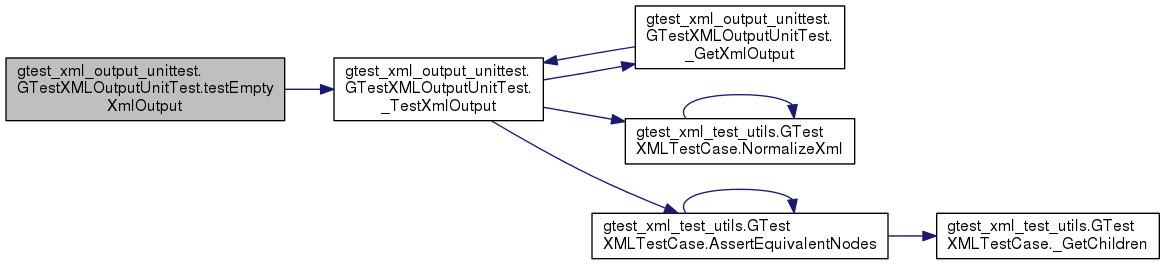 gtest_xml_output_unittest.
GTestXMLOutputUnitTest.testEmpty
XmlOutput
gtest_xml_output_unittest.
GTestXMLOutputUnitTest.
_TestXmlOutput
gtest_xml_output_unittest.
GTestXMLOutputUnitTest.
_GetXmlOutput
gtest_xml_test_utils.GTest
XMLTestCase.NormalizeXml
gtest_xml_test_utils.GTest
XMLTestCase.AssertEquivalentNodes
gtest_xml_test_utils.GTest
XMLTestCase._GetChildren